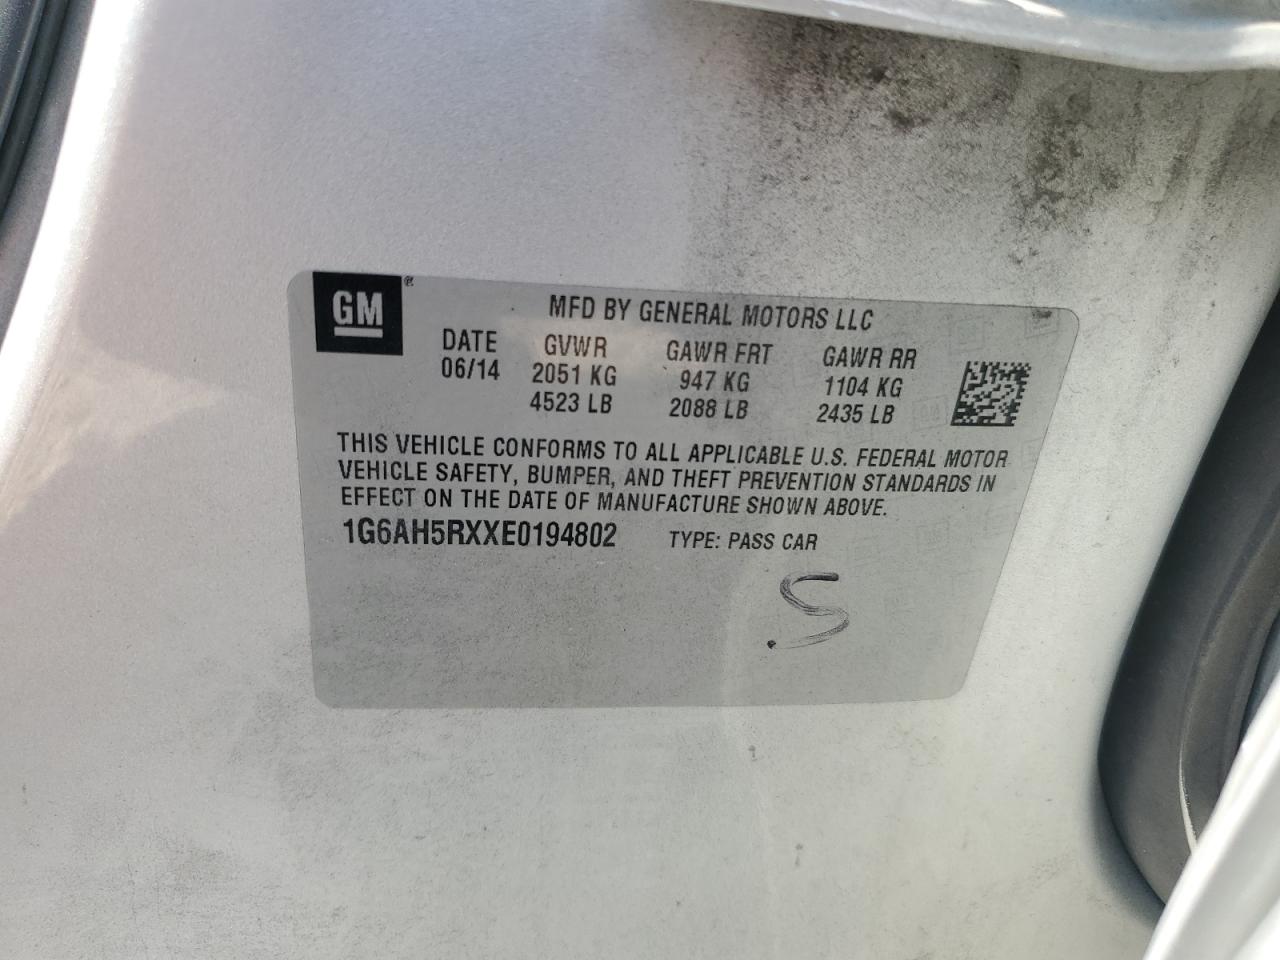 GM®
MFD BY GENERAL MOTORS LLC
DATE GVWR GAWR FRT GAWR RR
06/14 2051 KG 947 KG 1104 KG
4523 LB 2088 LB 2435 LB
THIS VEHICLE CONFORMS TO ALL APPLICABLE U.S. FEDERAL MOTOR
VEHICLE SAFETY, BUMPER, AND THEFT PREVENTION STANDARDS IN
EFFECT ON THE DATE OF MANUFACTURE SHOWN ABOVE.
1G6AH5RXXE0194802 TYPE: PASS CAR
S